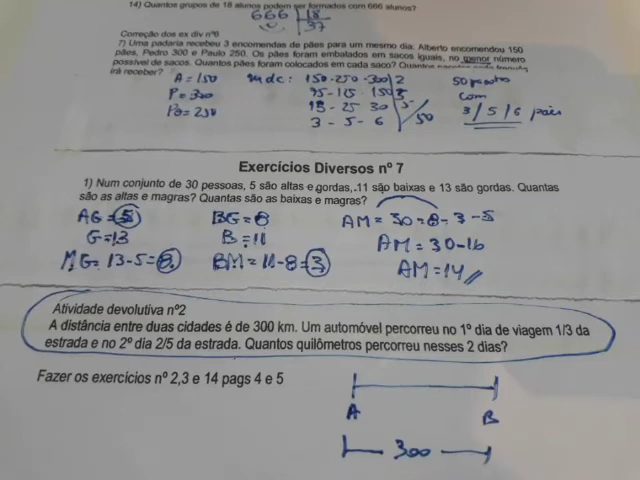 14) Quantos grupos de 18 alunos podem ser formados com 666 alunos?
666 | 18
37
Correção dos ex div nº6
7) Uma padaria recebeu 3 encomendas de pães para um mesmo dia: Alberto encomendou 150
pães, Pedro 300 e Paulo 250. Os pães foram embalados em sacos iguais, no menor número
possível de sacos. Quantos pães foram colocados em cada saco? Quantos
irá receber?
A = 150
P = 300
Pa = 250
mdc: 150-250-300 | 2
75-115-150 | 5
15-25 30 | 5
3 - 5 - 6 / 50
50 pacotes
com
3 / 5 / 6 pães
Exercícios Diversos nº 7
1) Num conjunto de 30 pessoas, 5 são altas e gordas, 11 são baixas e 13 são gordas. Quantas
são as altas e magras? Quantas são as baixas e magras?
AG = 5 BG = 8 AM = 30 - 8 - 3 - 5
G = 13 B = 11 AM = 30 - 16
MG = 13 - 5 = 8 BM = 11 - 8 = 3 AM = 14
Atividade devolutiva nº2
A distância entre duas cidades é de 300 km. Um automóvel percorreu no 1º dia de viagem 1/3 da
estrada e no 2º dia 2/5 da estrada. Quantos quilômetros percorreu nesses 2 dias?
Fazer os exercícios nº 2,3 e 14 pags 4 e 5
A B
300